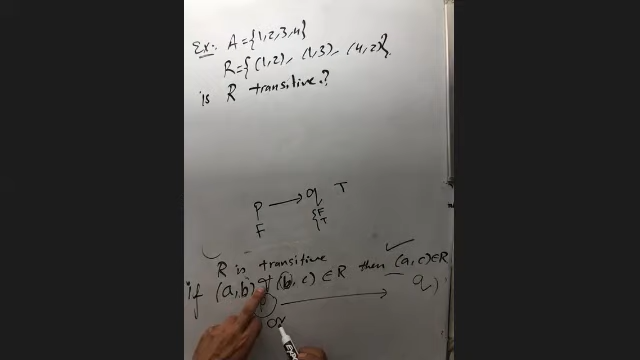 Ex:. A={1,2,3,4}
R={(1,2), (1,3), (4,2)}.
is R transitive?
P → q T
F {F
T
R is transitive
if (a,b) (b,c) ∈ R then (a,c) ∈ R
q